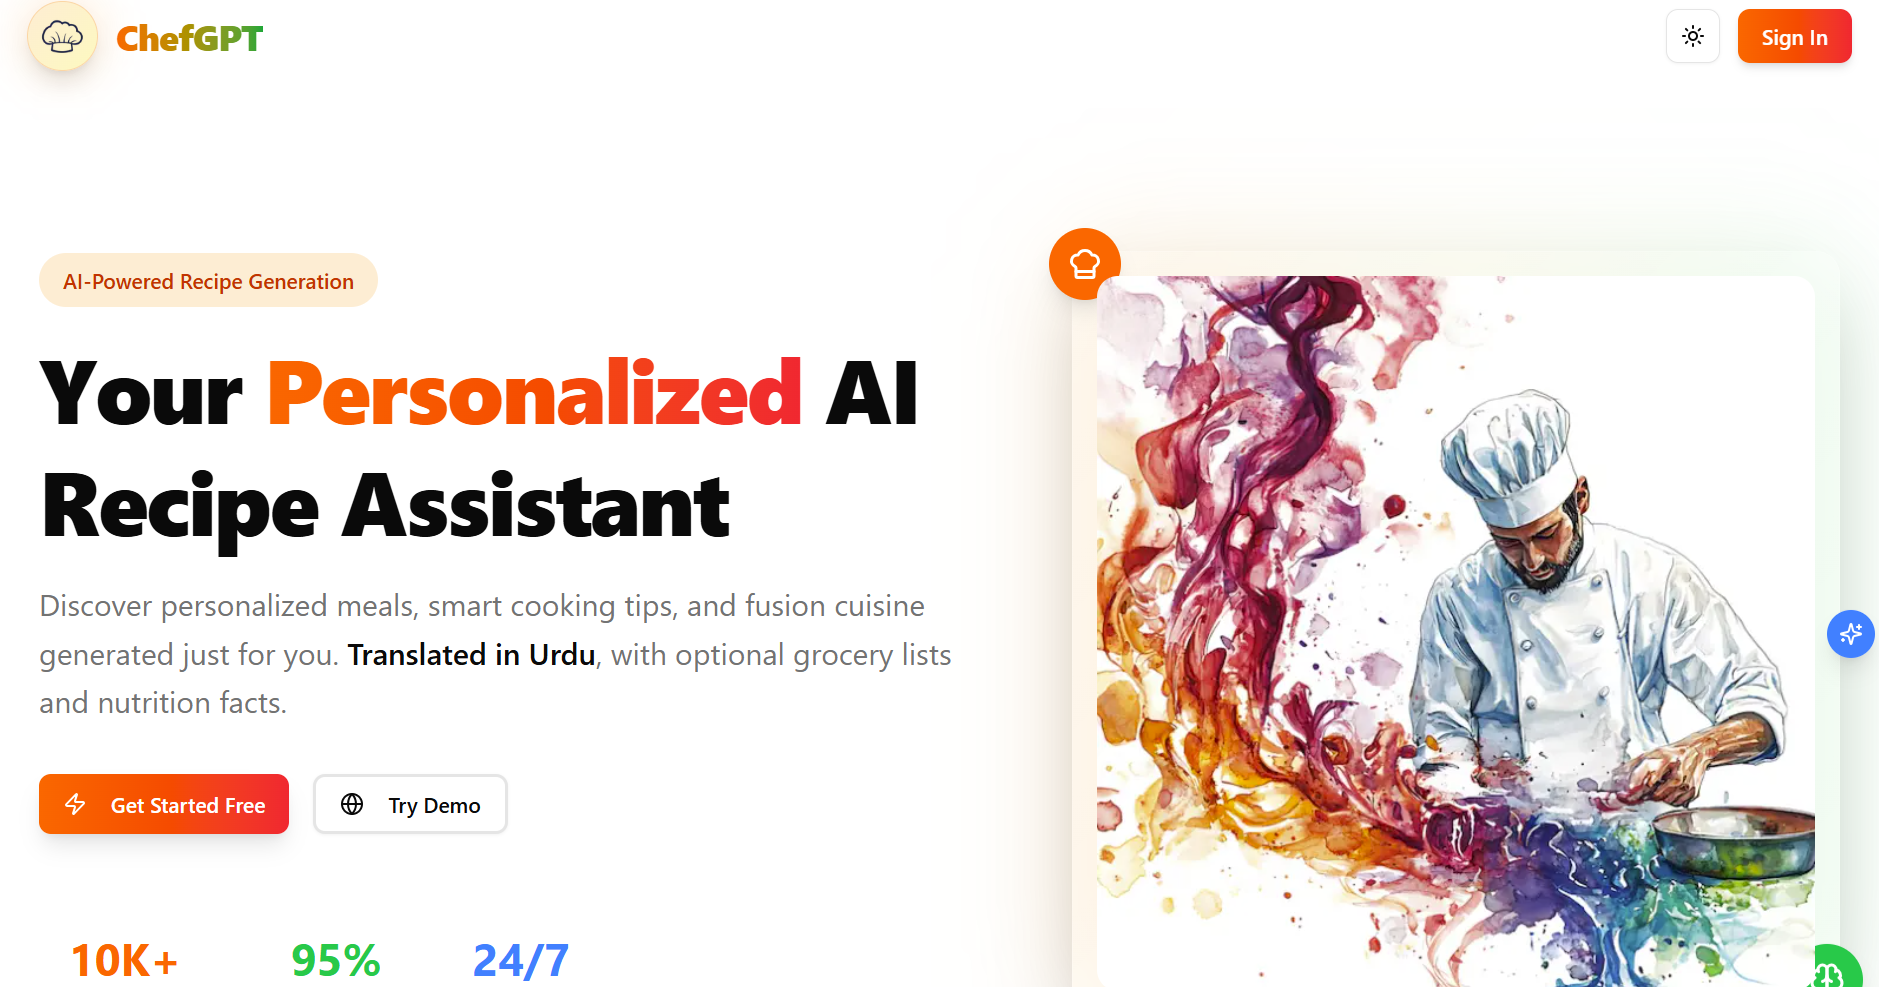 ChefGPT
Sign In
AI-Powered Recipe Generation
Your Personalized AI
Recipe Assistant
Discover personalized meals, smart cooking tips, and fusion cuisine
generated just for you. Translated in Urdu, with optional grocery lists
and nutrition facts.
Get Started Free
Try Demo
10K+
95%
24/7